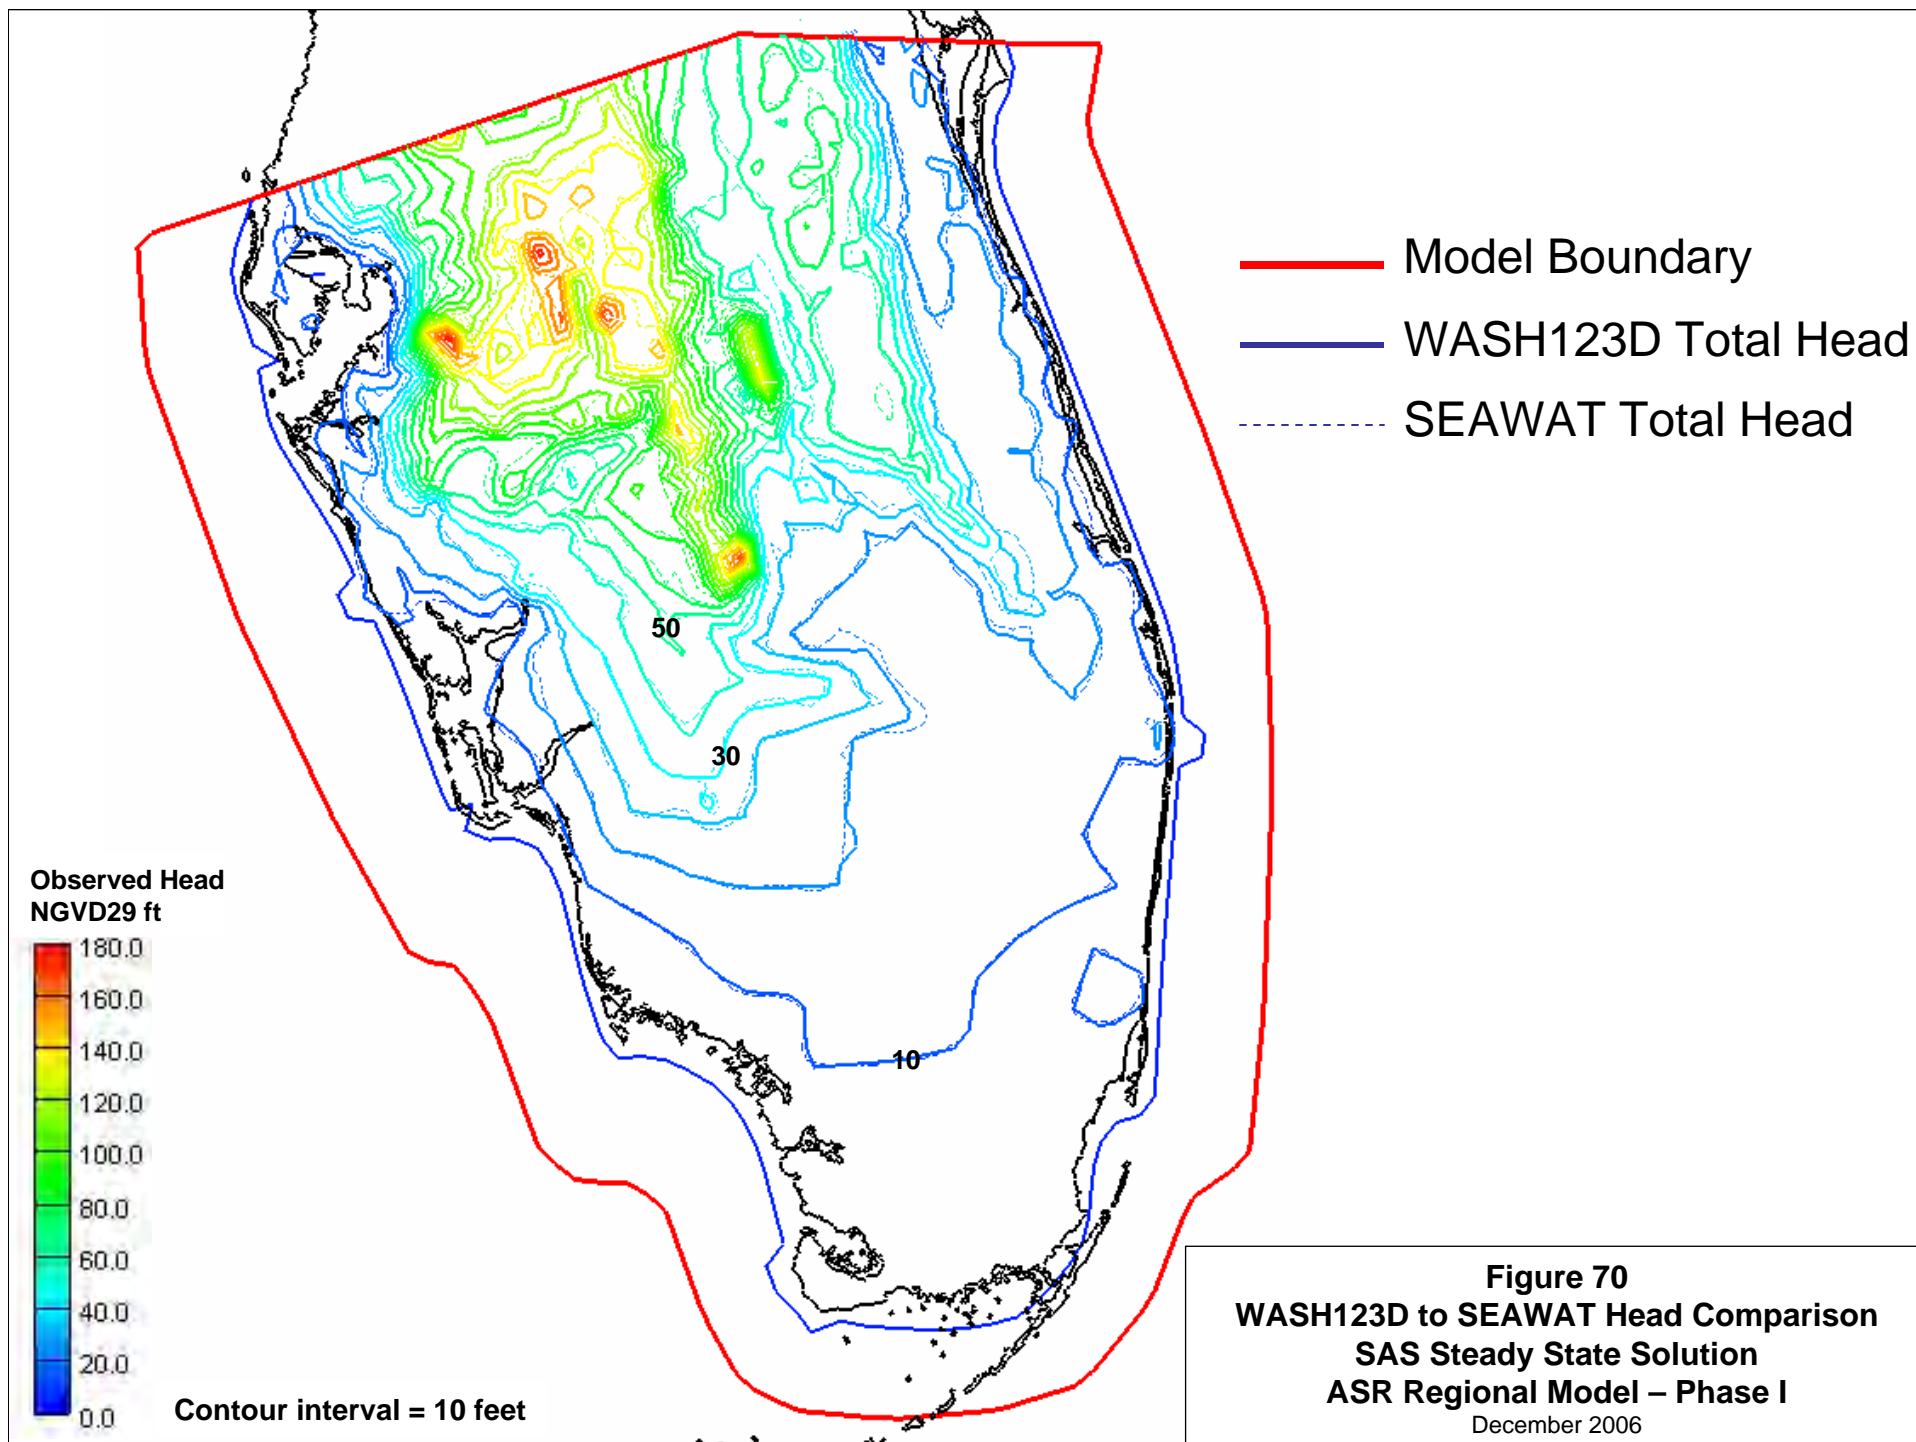 Model Boundary
WASH123D Total Head
SEAWAT Total Head
50
30
10
Observed Head
NGVD29 ft
180.0
160.0
140.0
120.0
100.0
80.0
60.0
40.0
20.0
0.0
Contour interval = 10 feet
Figure 70
WASH123D to SEAWAT Head Comparison
SAS Steady State Solution
ASR Regional Model – Phase I
December 2006